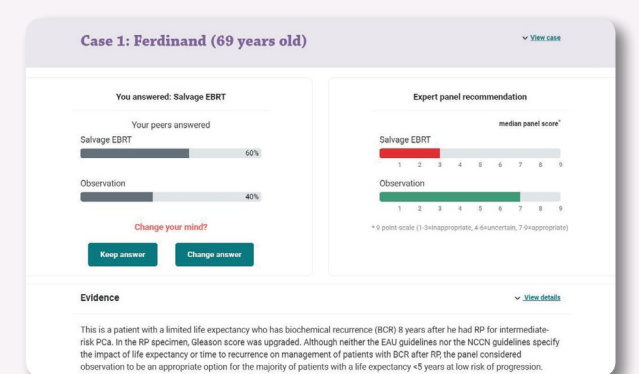 Case 1: Ferdinand (69 years old)
View case
You answered: Salvage EBRT
Your peers answered
Salvage EBRT
60%
Observation
40%
Change your mind?
Keep answer
Change answer
Expert panel recommendation
median panel score*
Salvage EBRT
1 2 3 4 5 6 7 8 9
Observation
1 2 3 4 5 6 7 8 9
* 9 point-scale (1-3=inappropriate, 4-6=uncertain, 7-9=appropriate)
Evidence
View details
This is a patient with a limited life expectancy who has biochemical recurrence (BCR) 8 years after he had RP for intermediate-
risk PCa. In the RP specimen, Gleason score was upgraded. Although neither the EAU guidelines nor the NCCN guidelines specify
the impact of life expectancy or time to recurrence on management of patients with BCR after RP, the panel considered
observation to be an appropriate option for the majority of patients with a life expectancy <5 years at low risk of progression.